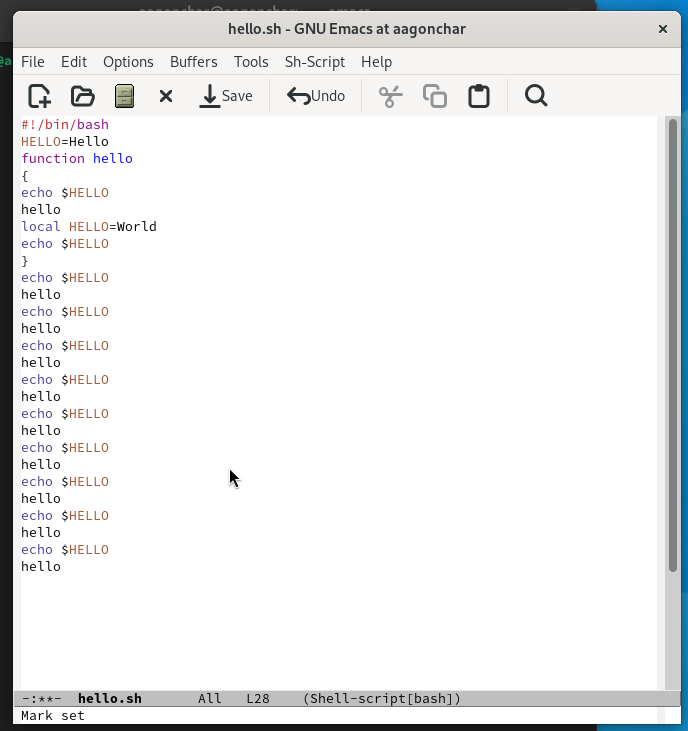 hello.sh - GNU Emacs at aagonchar
File Edit Options Buffers Tools Sh-Script Help
Save Undo
#!/bin/bash
HELLO=Hello
function hello
{
echo $HELLO
hello
local HELLO=World
echo $HELLO
}
echo $HELLO
hello
echo $HELLO
hello
echo $HELLO
hello
echo $HELLO
hello
echo $HELLO
hello
echo $HELLO
hello
echo $HELLO
hello
echo $HELLO
hello
echo $HELLO
hello
-:**- hello.sh All L28 (Shell-script[bash])
Mark set